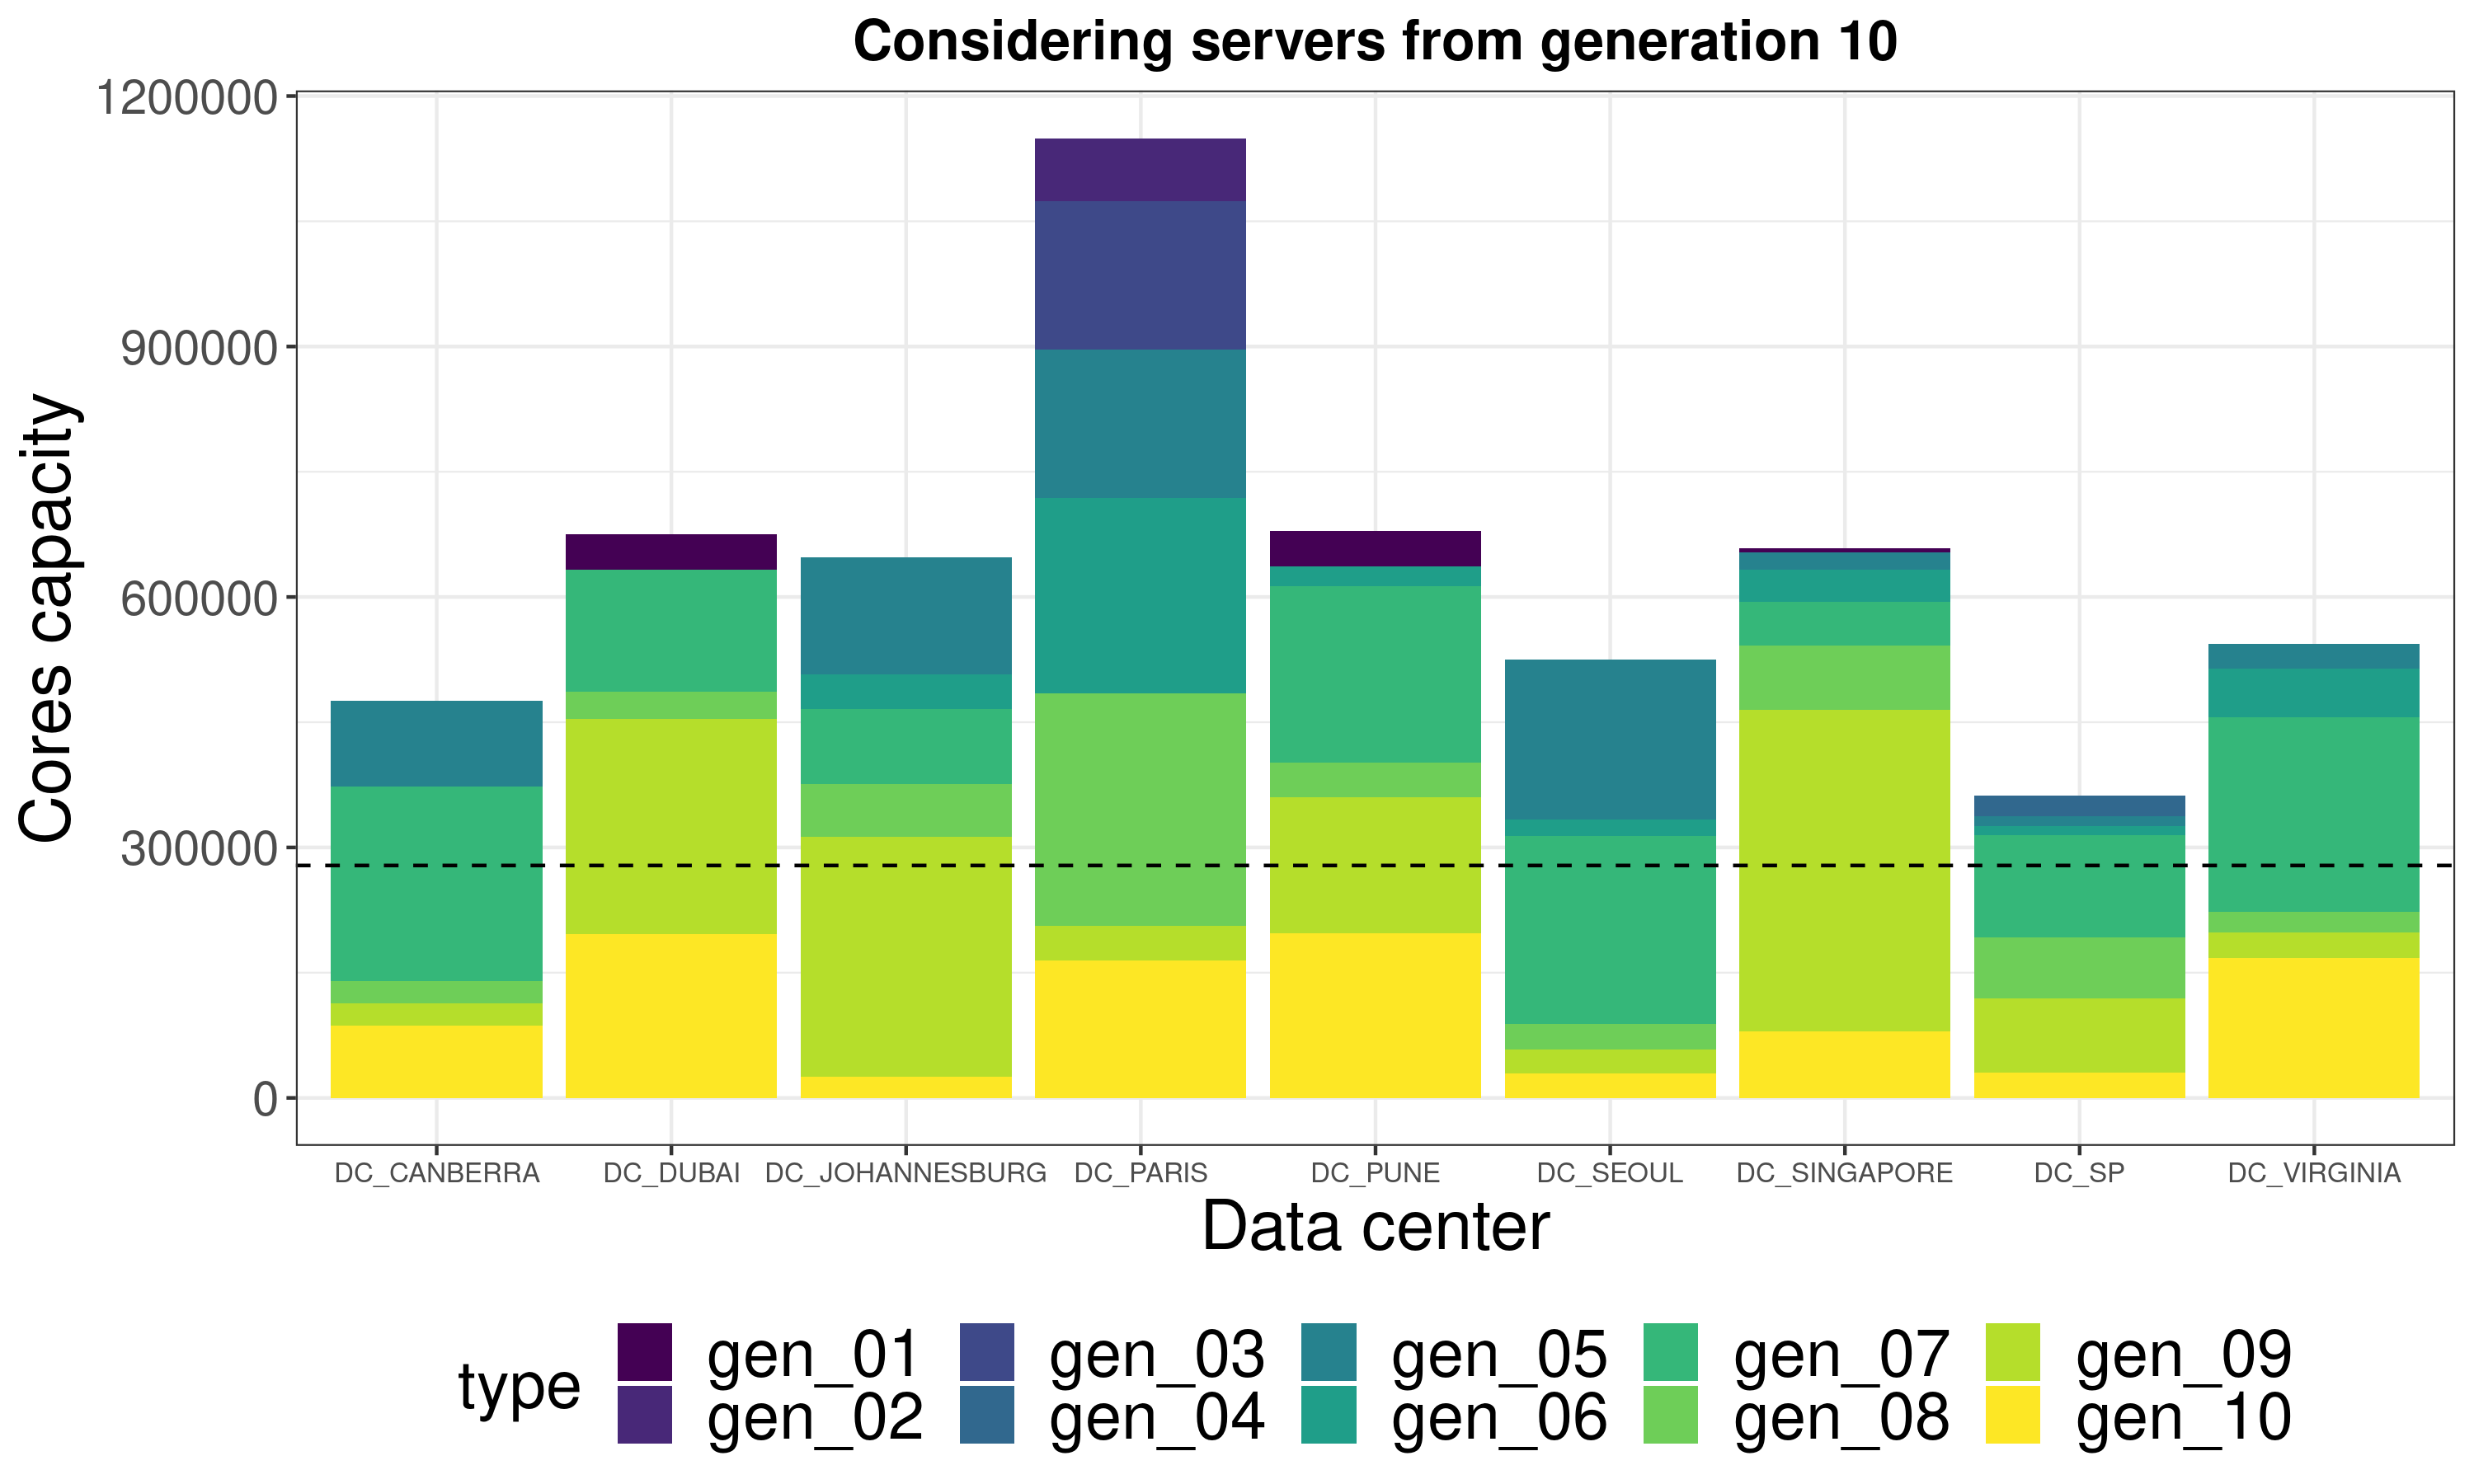 Considering servers from generation 10
1200000
900000
600000
300000
0
Cores capacity
DC_CANBERRA DC_DUBAI DC_JOHANNESBURG DC_PARIS DC_PUNE DC_SEOUL DC_SINGAPORE DC_SP DC_VIRGINIA
Data center
type
gen_01 gen_03 gen_05 gen_07 gen_09
gen_02 gen_04 gen_06 gen_08 gen_10